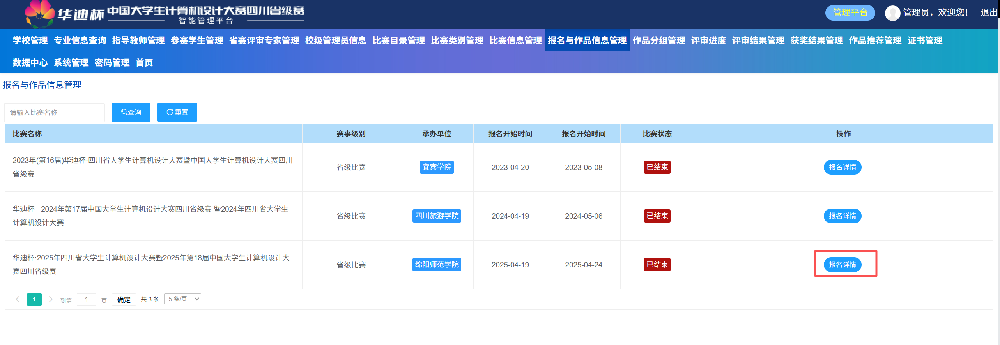 华迪杯 中国大学生计算机设计大赛四川省级赛
智能管理平台
管理平台 管理员，欢迎您！ 退出
学校管理 专业信息查询 指导教师管理 参赛学生管理 省赛评审专家管理 校级管理员信息 比赛目录管理 比赛类别管理 比赛信息管理 报名与作品信息管理 作品分组管理 评审进度 评审结果管理 获奖结果管理 作品推荐管理 证书管理
数据中心 系统管理 密码管理 首页
报名与作品信息管理
请输入比赛名称 查询 重置
比赛名称 赛事级别 承办单位 报名开始时间 报名开始时间 比赛状态 操作
2023年(第16届)华迪杯·四川省大学生计算机设计大赛暨中国大学生计算机设计大赛四川
省级赛
省级比赛 宜宾学院 2023-04-20 2023-05-08 已结束 报名详情
华迪杯 · 2024年第17届中国大学生计算机设计大赛四川省级赛 暨2024年四川省大学生
计算机设计大赛
省级比赛 四川旅游学院 2024-04-19 2024-05-06 已结束 报名详情
华迪杯·2025年四川省大学生计算机设计大赛暨2025年第18届中国大学生计算机设计大
赛四川省级赛
省级比赛 绵阳师范学院 2025-04-19 2025-04-24 已结束 报名详情
1 到第 1 页 确定 共 3 条 5 条/页